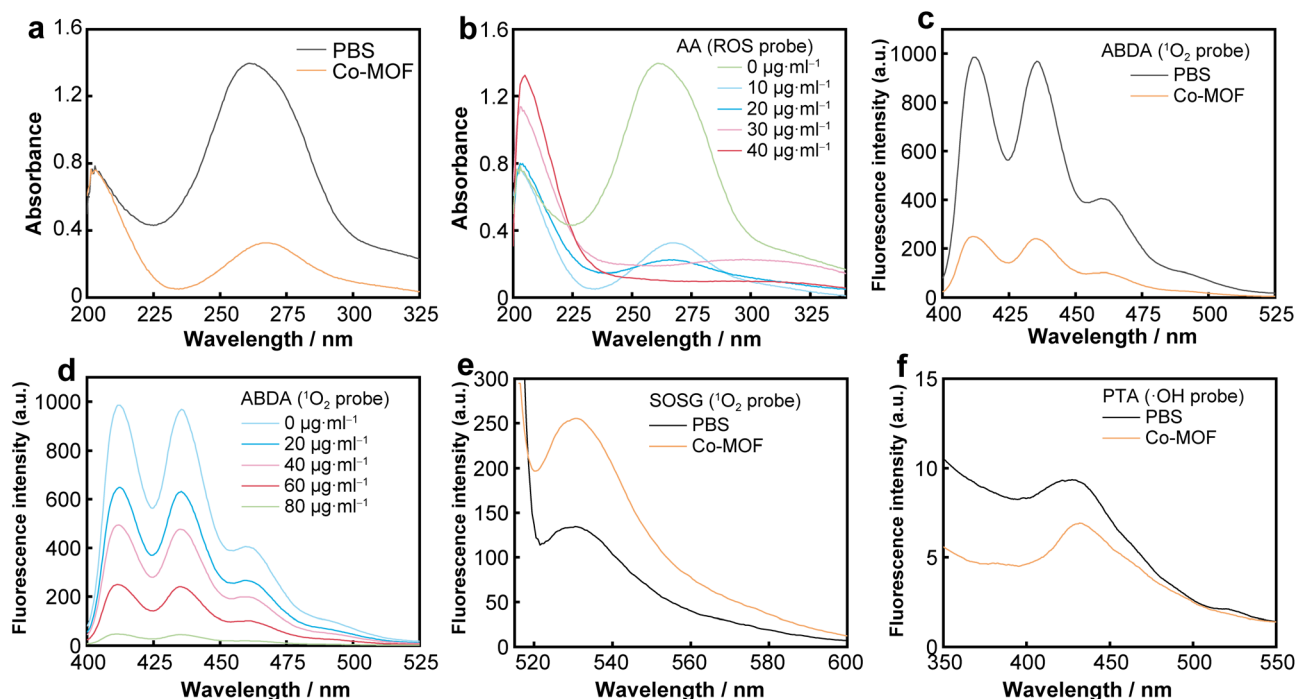 a
PBS
Co-MOF
1.6
1.2
0.8
0.4
0
Absorbance
200 225 250 275 300 325
Wavelength / nm
b
AA (ROS probe)
0 µg·ml⁻¹
10 µg·ml⁻¹
20 µg·ml⁻¹
30 µg·ml⁻¹
40 µg·ml⁻¹
1.6
1.2
0.8
0.4
0
Absorbance
200 225 250 275 300 325
Wavelength / nm
c
ABDA (¹O₂ probe)
PBS
Co-MOF
1000
800
600
400
200
0
Fluorescence intensity (a.u.)
400 425 450 475 500 525
Wavelength / nm
d
ABDA (¹O₂ probe)
0 µg·ml⁻¹
20 µg·ml⁻¹
40 µg·ml⁻¹
60 µg·ml⁻¹
80 µg·ml⁻¹
1000
800
600
400
200
0
Fluorescence intensity (a.u.)
400 425 450 475 500 525
Wavelength / nm
e
SOSG (¹O₂ probe)
PBS
Co-MOF
300
250
200
150
100
50
0
Fluorescence intensity (a.u.)
520 540 560 580 600
Wavelength / nm
f
PTA (·OH probe)
PBS
Co-MOF
15
10
5
0
Fluorescence intensity (a.u.)
350 400 450 500 550
Wavelength / nm